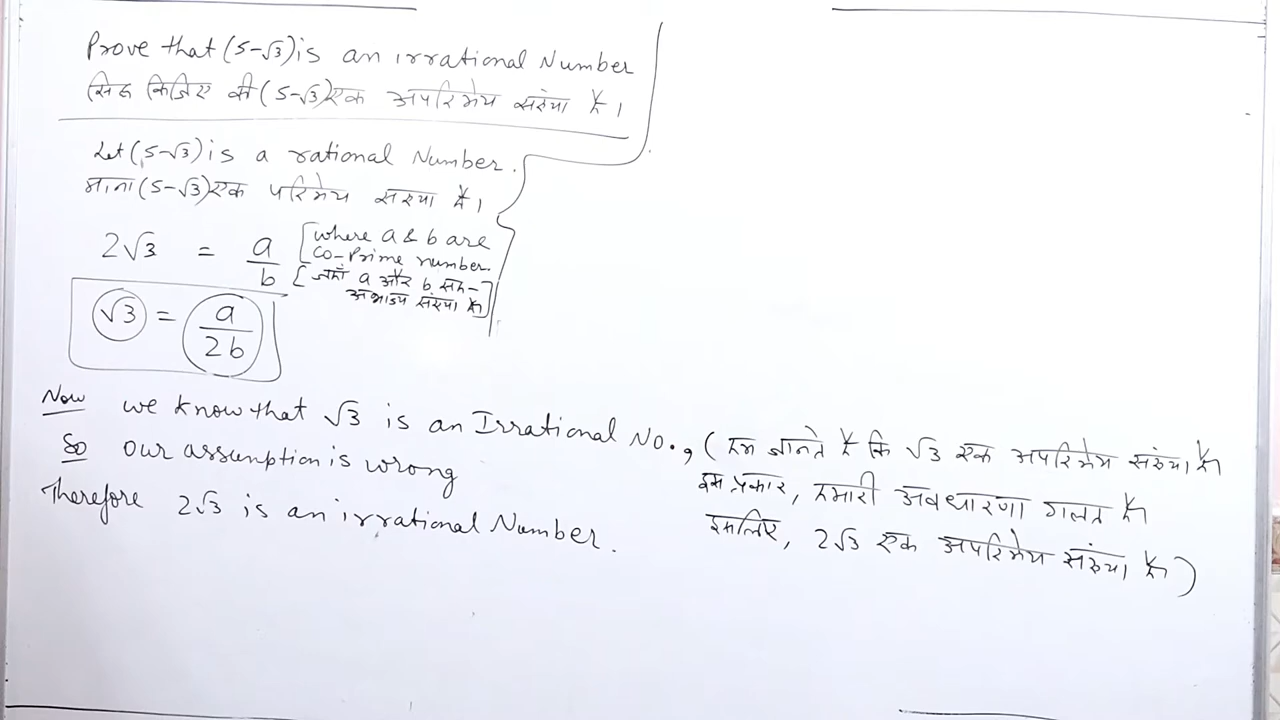 Prove that (5-√3) is an irrational Number
सिद्ध किजिए की (5-√3) एक अपरिमेय संख्या है।
Let (5-√3) is a rational Number.
माना (5-√3) एक परिमेय संख्या है।
2√3 = a/b [where a & b are
co-Prime number.
[जहाँ a और b सह-
अभाज्य संख्या है]
√3 = a/2b
Now we know that √3 is an Irrational No., (हम जानते है कि √3 एक अपरिमेय संख्या है
So our assumption is wrong इस प्रकार, हमारी अवधारणा गलत है
Therefore 2√3 is an irrational Number. इसलिए, 2√3 एक अपरिमेय संख्या है)